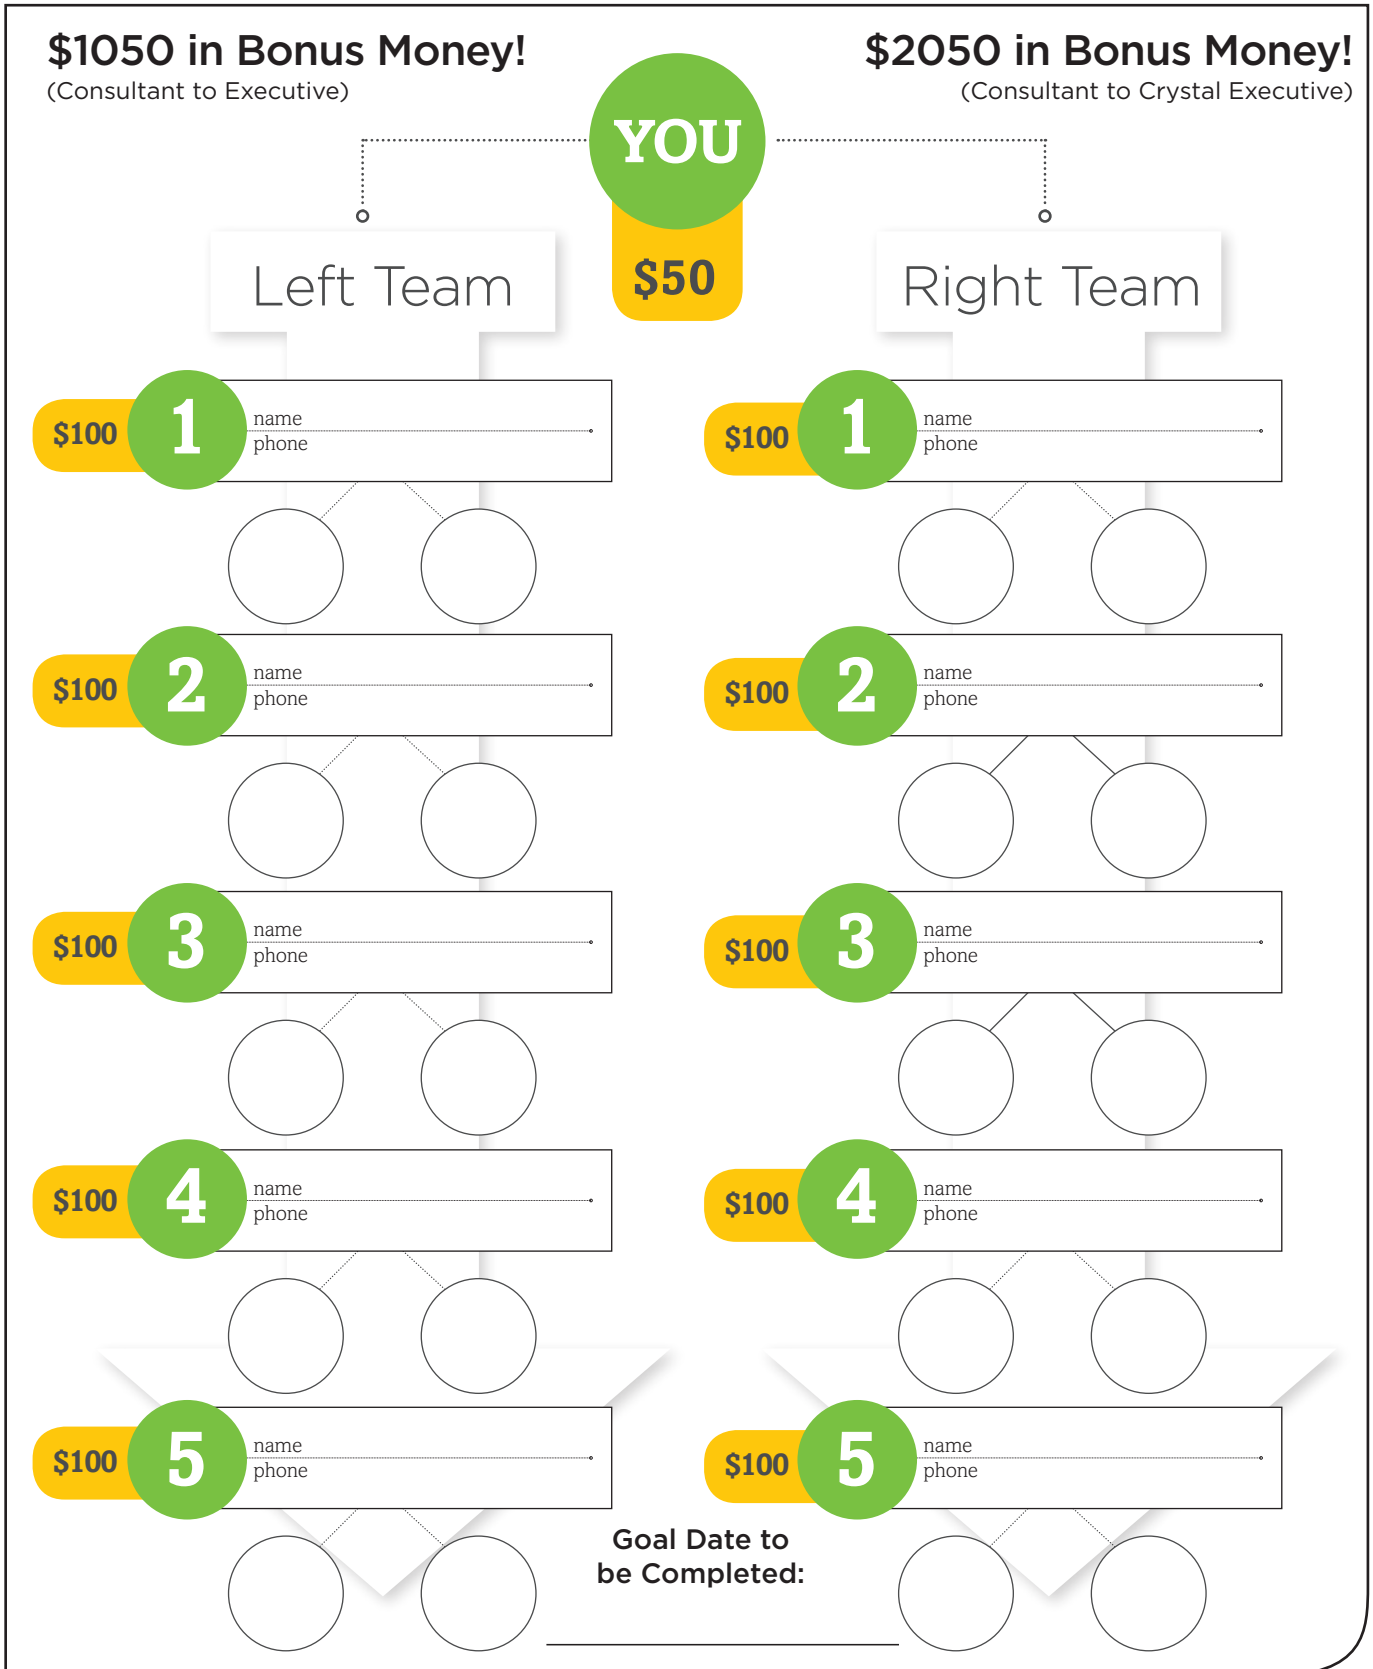 $1050 in Bonus Money!
(Consultant to Executive)
$2050 in Bonus Money!
(Consultant to Crystal Executive)
YOU
$50
Left Team
$100
1
name
phone
$100
2
name
phone
$100
3
name
phone
$100
4
name
phone
$100
5
name
phone
Right Team
$100
1
name
phone
$100
2
name
phone
$100
3
name
phone
$100
4
name
phone
$100
5
name
phone
Goal Date to
be Completed: